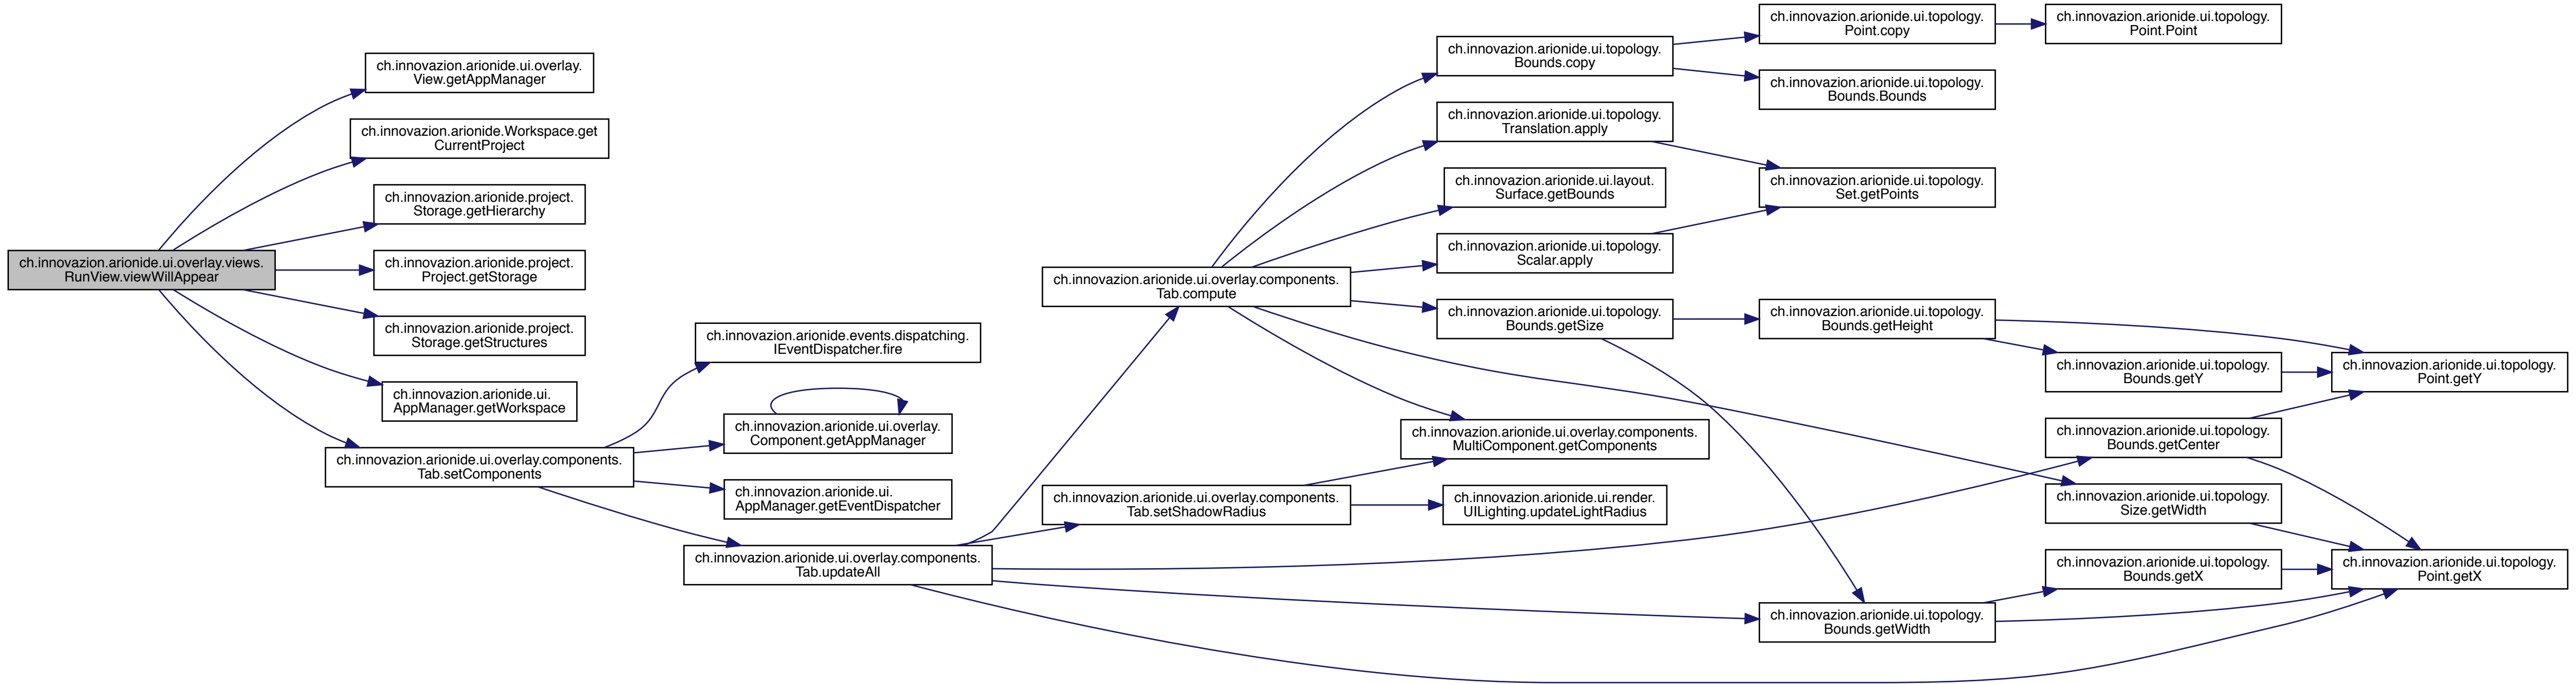 ch.innovazion.arionide.ui.overlay.views.
RunView.viewWillAppear
ch.innovazion.arionide.ui.overlay.
View.getAppManager
ch.innovazion.arionide.Workspace.get
CurrentProject
ch.innovazion.arionide.project.
Storage.getHierarchy
ch.innovazion.arionide.project.
Project.getStorage
ch.innovazion.arionide.project.
Storage.getStructures
ch.innovazion.arionide.ui.
AppManager.getWorkspace
ch.innovazion.arionide.ui.overlay.components.
Tab.setComponents
ch.innovazion.arionide.events.dispatching.
IEventDispatcher.fire
ch.innovazion.arionide.ui.overlay.
Component.getAppManager
ch.innovazion.arionide.ui.
AppManager.getEventDispatcher
ch.innovazion.arionide.ui.overlay.components.
Tab.updateAll
ch.innovazion.arionide.ui.overlay.components.
Tab.compute
ch.innovazion.arionide.ui.overlay.components.
Tab.setShadowRadius
ch.innovazion.arionide.ui.topology.
Bounds.copy
ch.innovazion.arionide.ui.topology.
Translation.apply
ch.innovazion.arionide.ui.layout.
Surface.getBounds
ch.innovazion.arionide.ui.topology.
Scalar.apply
ch.innovazion.arionide.ui.topology.
Bounds.getSize
ch.innovazion.arionide.ui.overlay.components.
MultiComponent.getComponents
ch.innovazion.arionide.ui.render.
UILighting.updateLightRadius
ch.innovazion.arionide.ui.topology.
Point.copy
ch.innovazion.arionide.ui.topology.
Bounds.Bounds
ch.innovazion.arionide.ui.topology.
Set.getPoints
ch.innovazion.arionide.ui.topology.
Bounds.getHeight
ch.innovazion.arionide.ui.topology.
Bounds.getWidth
ch.innovazion.arionide.ui.topology.
Point.Point
ch.innovazion.arionide.ui.topology.
Bounds.getY
ch.innovazion.arionide.ui.topology.
Bounds.getCenter
ch.innovazion.arionide.ui.topology.
Size.getWidth
ch.innovazion.arionide.ui.topology.
Bounds.getX
ch.innovazion.arionide.ui.topology.
Point.getY
ch.innovazion.arionide.ui.topology.
Point.getX